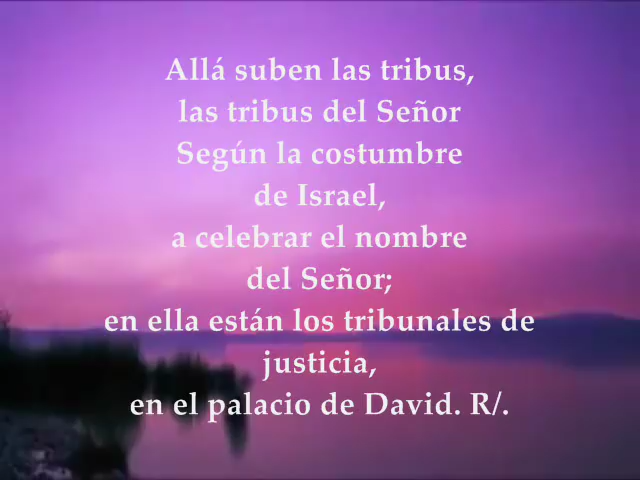 Allá suben las tribus,
las tribus del Señor
Según la costumbre
de Israel,
a celebrar el nombre
del Señor;
en ella están los tribunales de
justicia,
en el palacio de David. R/.